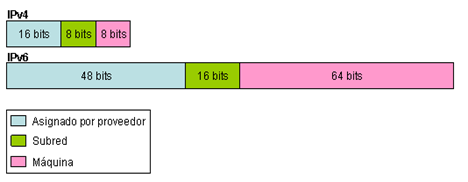 IPv4
16 bits 8 bits 8 bits
IPv6
48 bits 16 bits 64 bits
Asignado por proveedor
Subred
Máquina